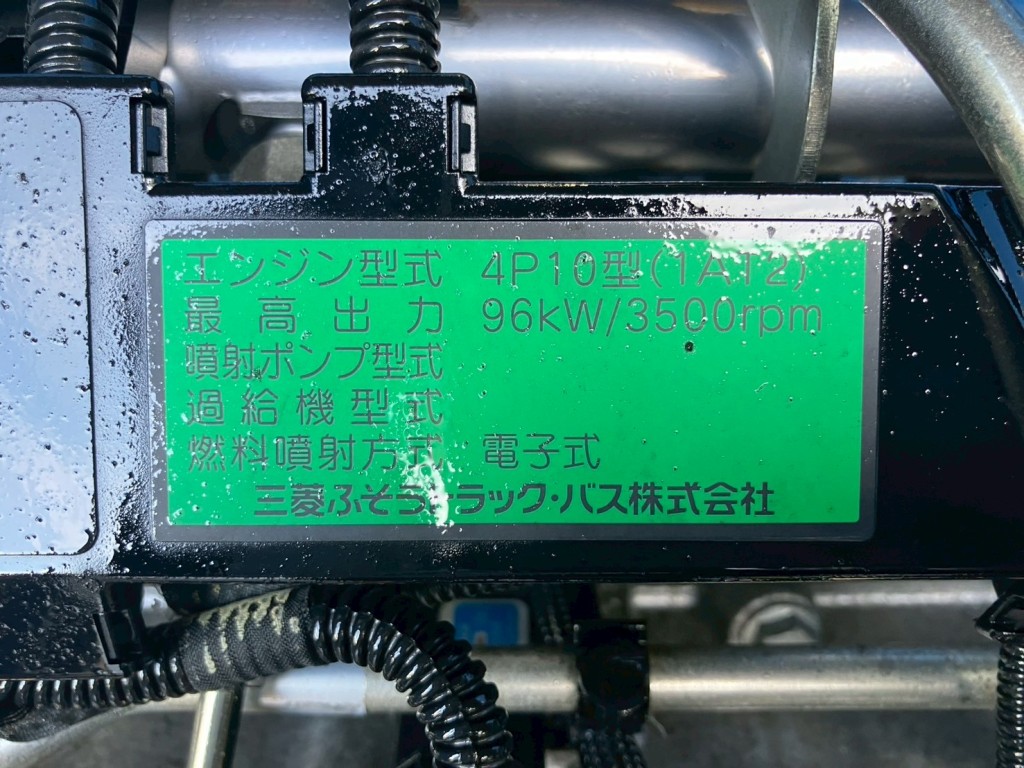 エンジン型式 4P10型(1AT2)
最高出力 96kW/3500rpm
噴射ポンプ型式
過給機型式
燃料噴射方式 電子式
三菱ふそうトラック・バス株式会社